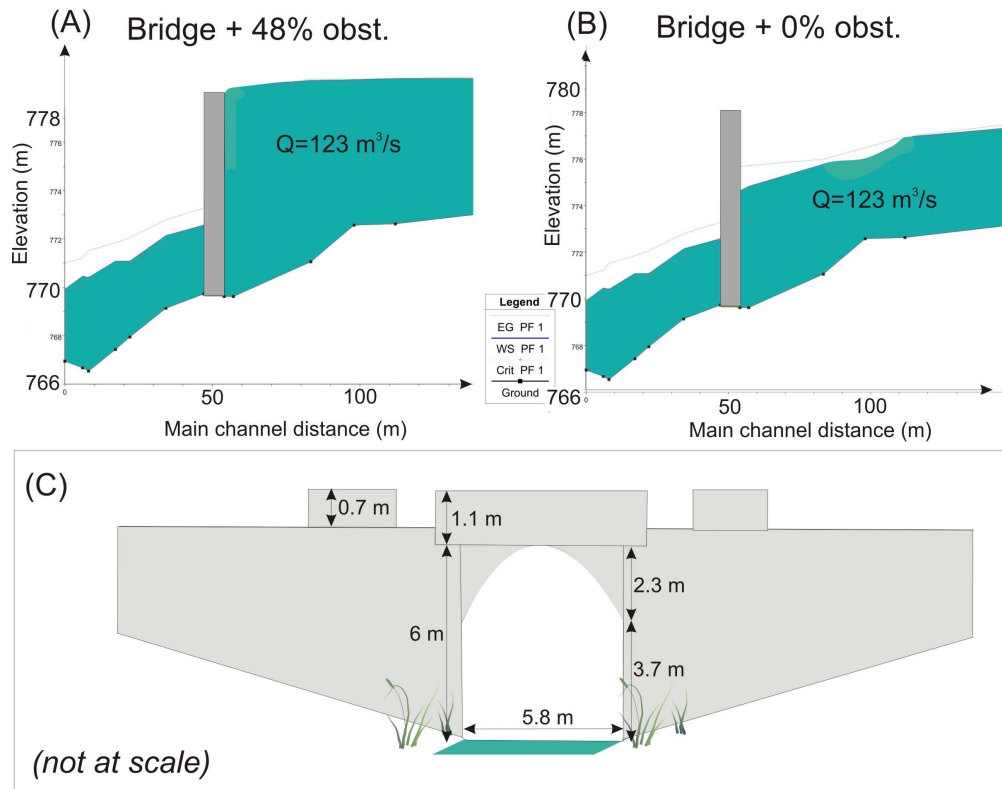 (A) Bridge + 48% obst.
Elevation (m)
778
776
774
772
770
768
766
Q=123 m³/s
0
50
100
Main channel distance (m)
(B) Bridge + 0% obst.
Elevation (m)
780
778
776
774
772
770
768
766
Q=123 m³/s
0
50
100
Main channel distance (m)
Legend
EG PF 1
WS PF 1
Crit PF 1
Ground
(C)
0.7 m
1.1 m
2.3 m
6 m
3.7 m
5.8 m
(not at scale)